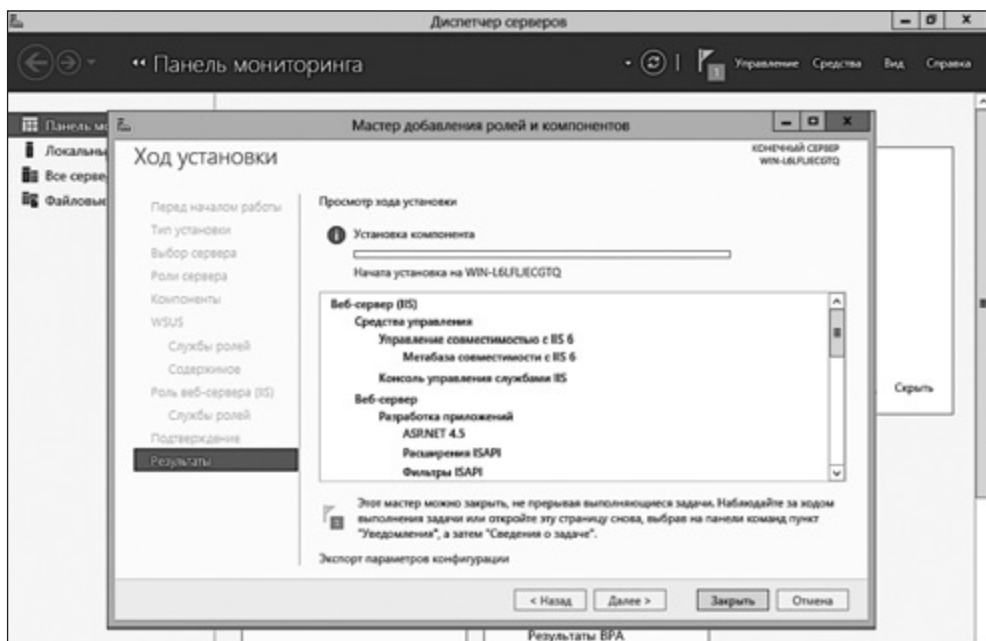 Диспетчер серверов
Панель мониторинга
Управление Средства Вид Справка
Панель мо
Локальны
Все серве
Файловые
Мастер добавления ролей и компонентов
Ход установки
КОНЕЧНЫЙ СЕРВЕР
WIN-L6LFLJECGTQ
Перед началом работы
Тип установки
Выбор сервера
Роли сервера
Компоненты
WSUS
Службы ролей
Содержимое
Роль веб-сервера (IIS)
Службы ролей
Подтверждение
Результаты
Просмотр хода установки
Установка компонента
Начата установка на WIN-L6LFLJECGTQ
Веб-сервер (IIS)
Средства управления
Управление совместимостью с IIS 6
Метабаза совместимости с IIS 6
Консоль управления службами IIS
Веб-сервер
Разработка приложений
ASP.NET 4.5
Расширения ISAPI
Фильтры ISAPI
Этот мастер можно закрыть, не прерывая выполняющиеся задачи. Наблюдайте за ходом
выполнения задачи или откройте эту страницу снова, выбрав на панели команд пункт
"Уведомления", а затем "Сведения о задаче".
Экспорт параметров конфигурации
< Назад Далее > Закрыть Отмена
Скрыть
Результаты BPA